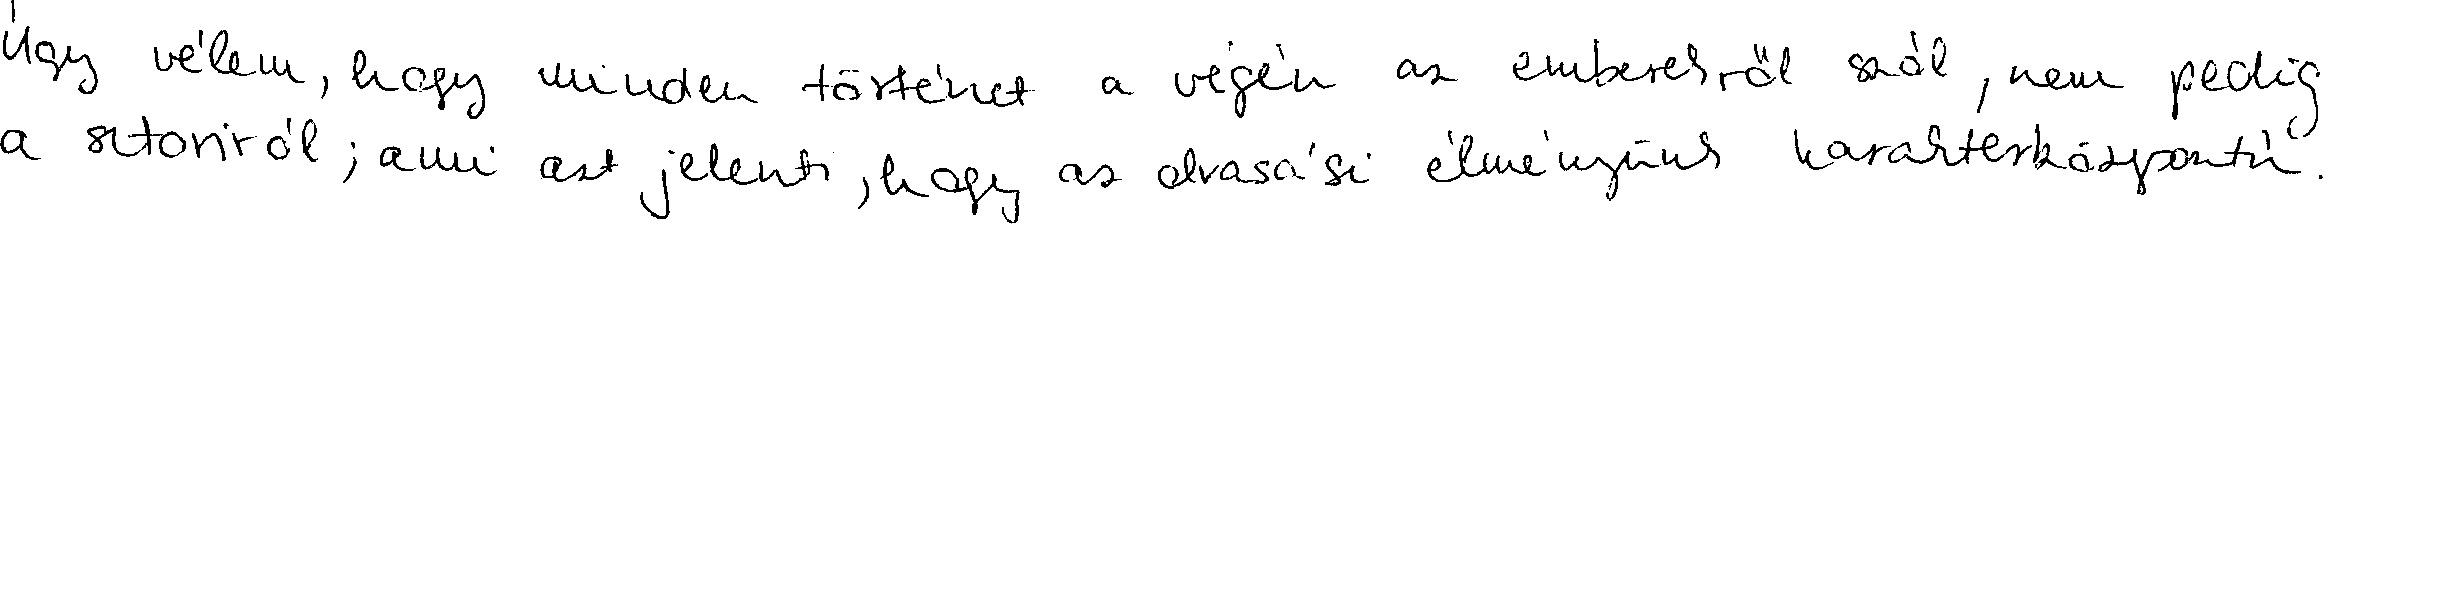 Úgy vélem, hogy minden történet a végén az emberekről szól, nem pedig
a sztoriról; ami azt jelenti, hogy az olvasási élményünk karakterközpontú.